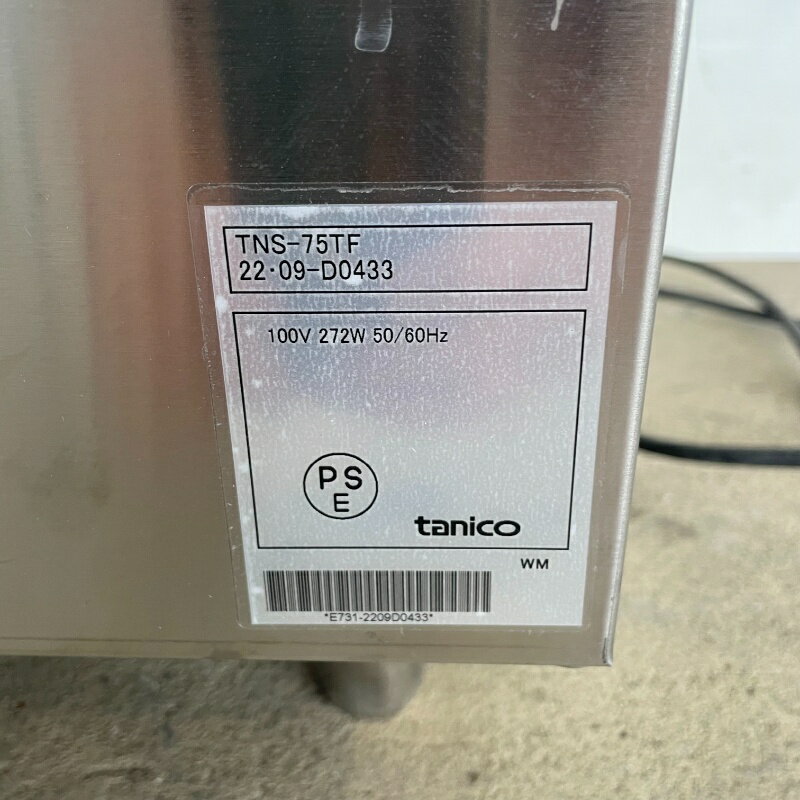 TNS-75TF
22・09-D0433
100V 272W 50/60Hz
PS
E
tanico
WM
*E731-2209D0433*